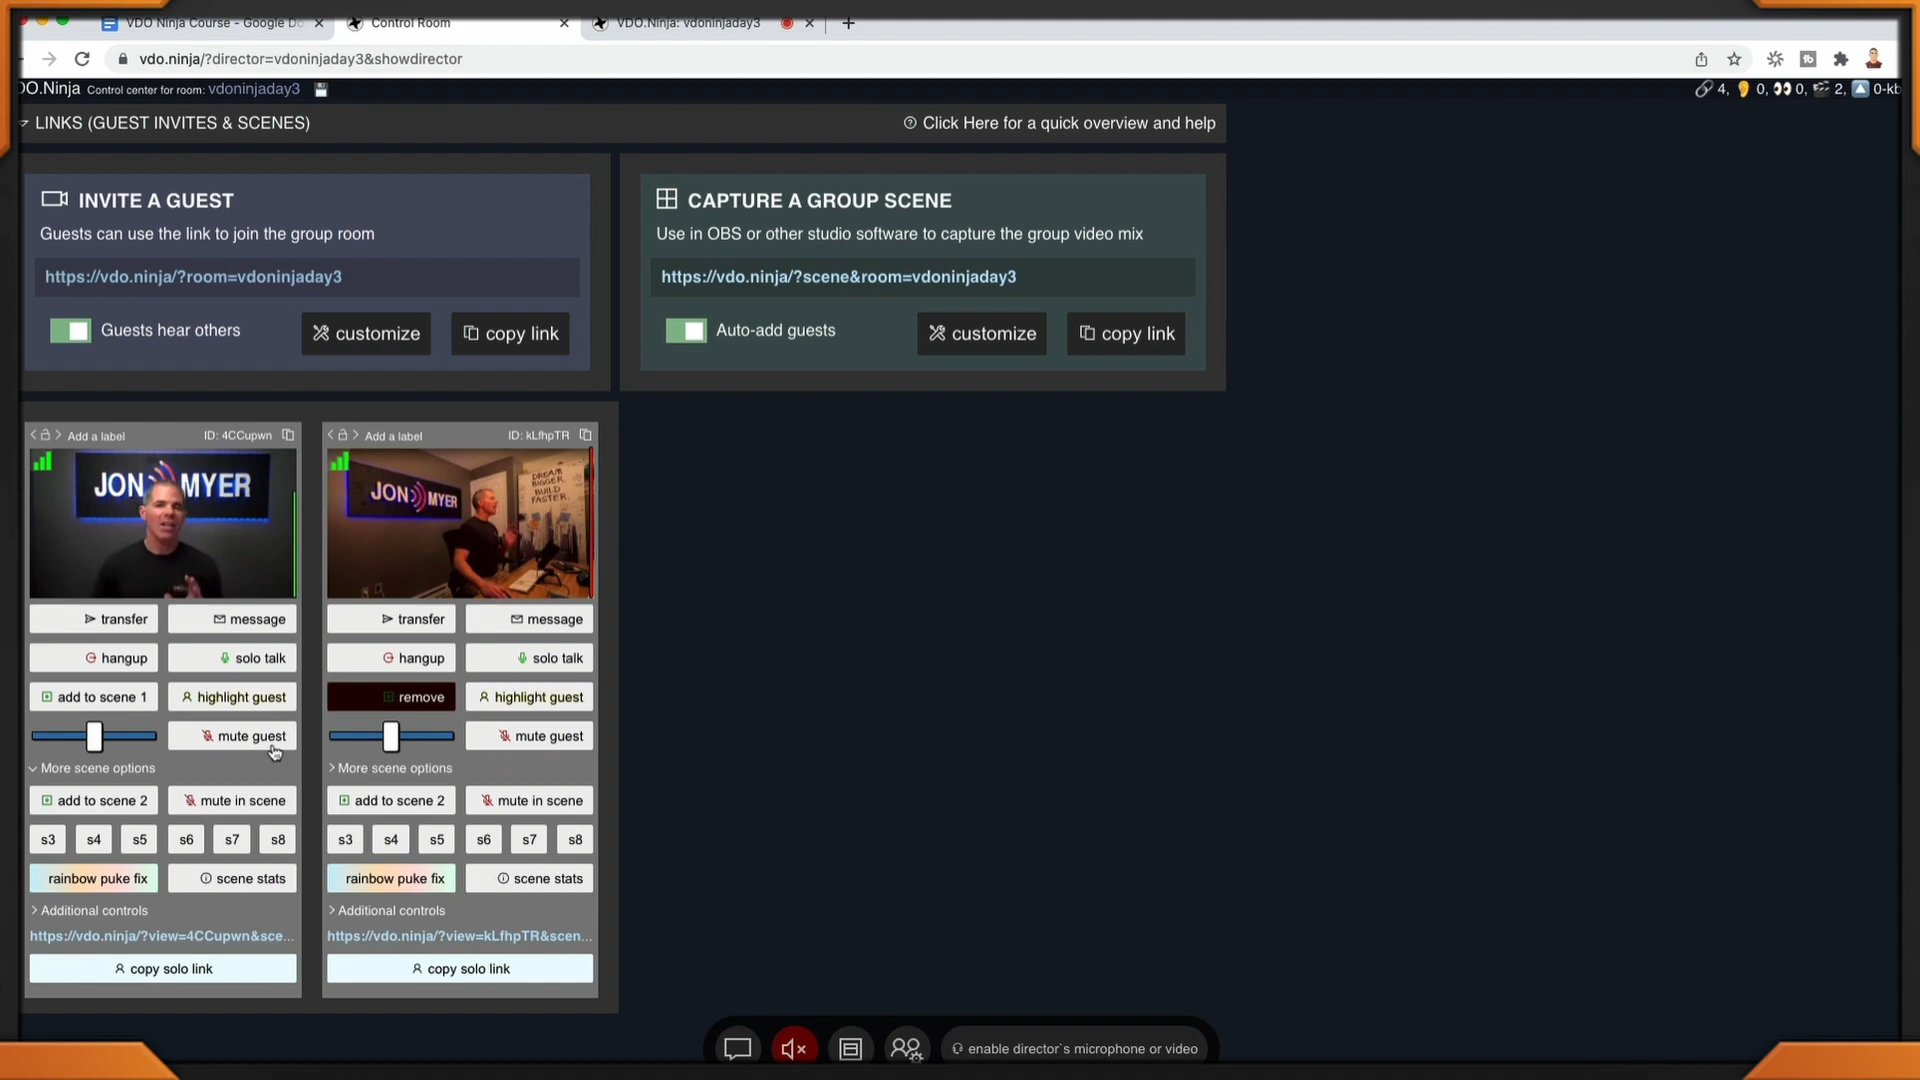 VDO Ninja Course - Google Do
Control Room
VDO.Ninja: vdoninjaday3
vdo.ninja/?director=vdoninjaday3&showdirector
DO.Ninja Control center for room: vdoninjaday3
4, 0, 0, 2, 0-kb
LINKS (GUEST INVITES & SCENES)
Click Here for a quick overview and help
INVITE A GUEST
Guests can use the link to join the group room
https://vdo.ninja/?room=vdoninjaday3
Guests hear others
customize
copy link
CAPTURE A GROUP SCENE
Use in OBS or other studio software to capture the group video mix
https://vdo.ninja/?scene&room=vdoninjaday3
Auto-add guests
customize
copy link
Add a label ID: 4CCupwn
JON MYER
transfer message
hangup solo talk
add to scene 1 highlight guest
mute guest
More scene options
add to scene 2 mute in scene
s3 s4 s5 s6 s7 s8
rainbow puke fix scene stats
Additional controls
https://vdo.ninja/?view=4CCupwn&sce...
copy solo link
Add a label ID: kLfhpTR
JON MYER
DREAM
BIGGER.
BUILD
FASTER.
transfer message
hangup solo talk
remove highlight guest
mute guest
More scene options
add to scene 2 mute in scene
s3 s4 s5 s6 s7 s8
rainbow puke fix scene stats
Additional controls
https://vdo.ninja/?view=kLfhpTR&scen...
copy solo link
enable director`s microphone or video